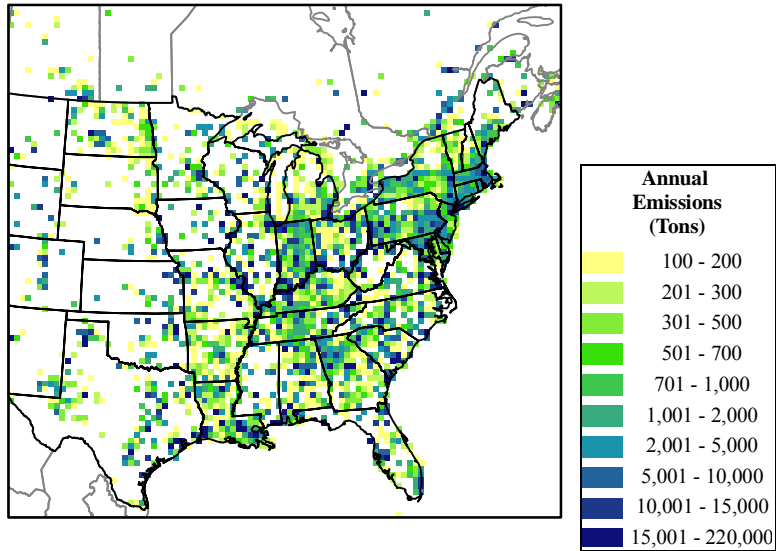 Annual
Emissions
(Tons)
100 - 200
201 - 300
301 - 500
501 - 700
701 - 1,000
1,001 - 2,000
2,001 - 5,000
5,001 - 10,000
10,001 - 15,000
15,001 - 220,000